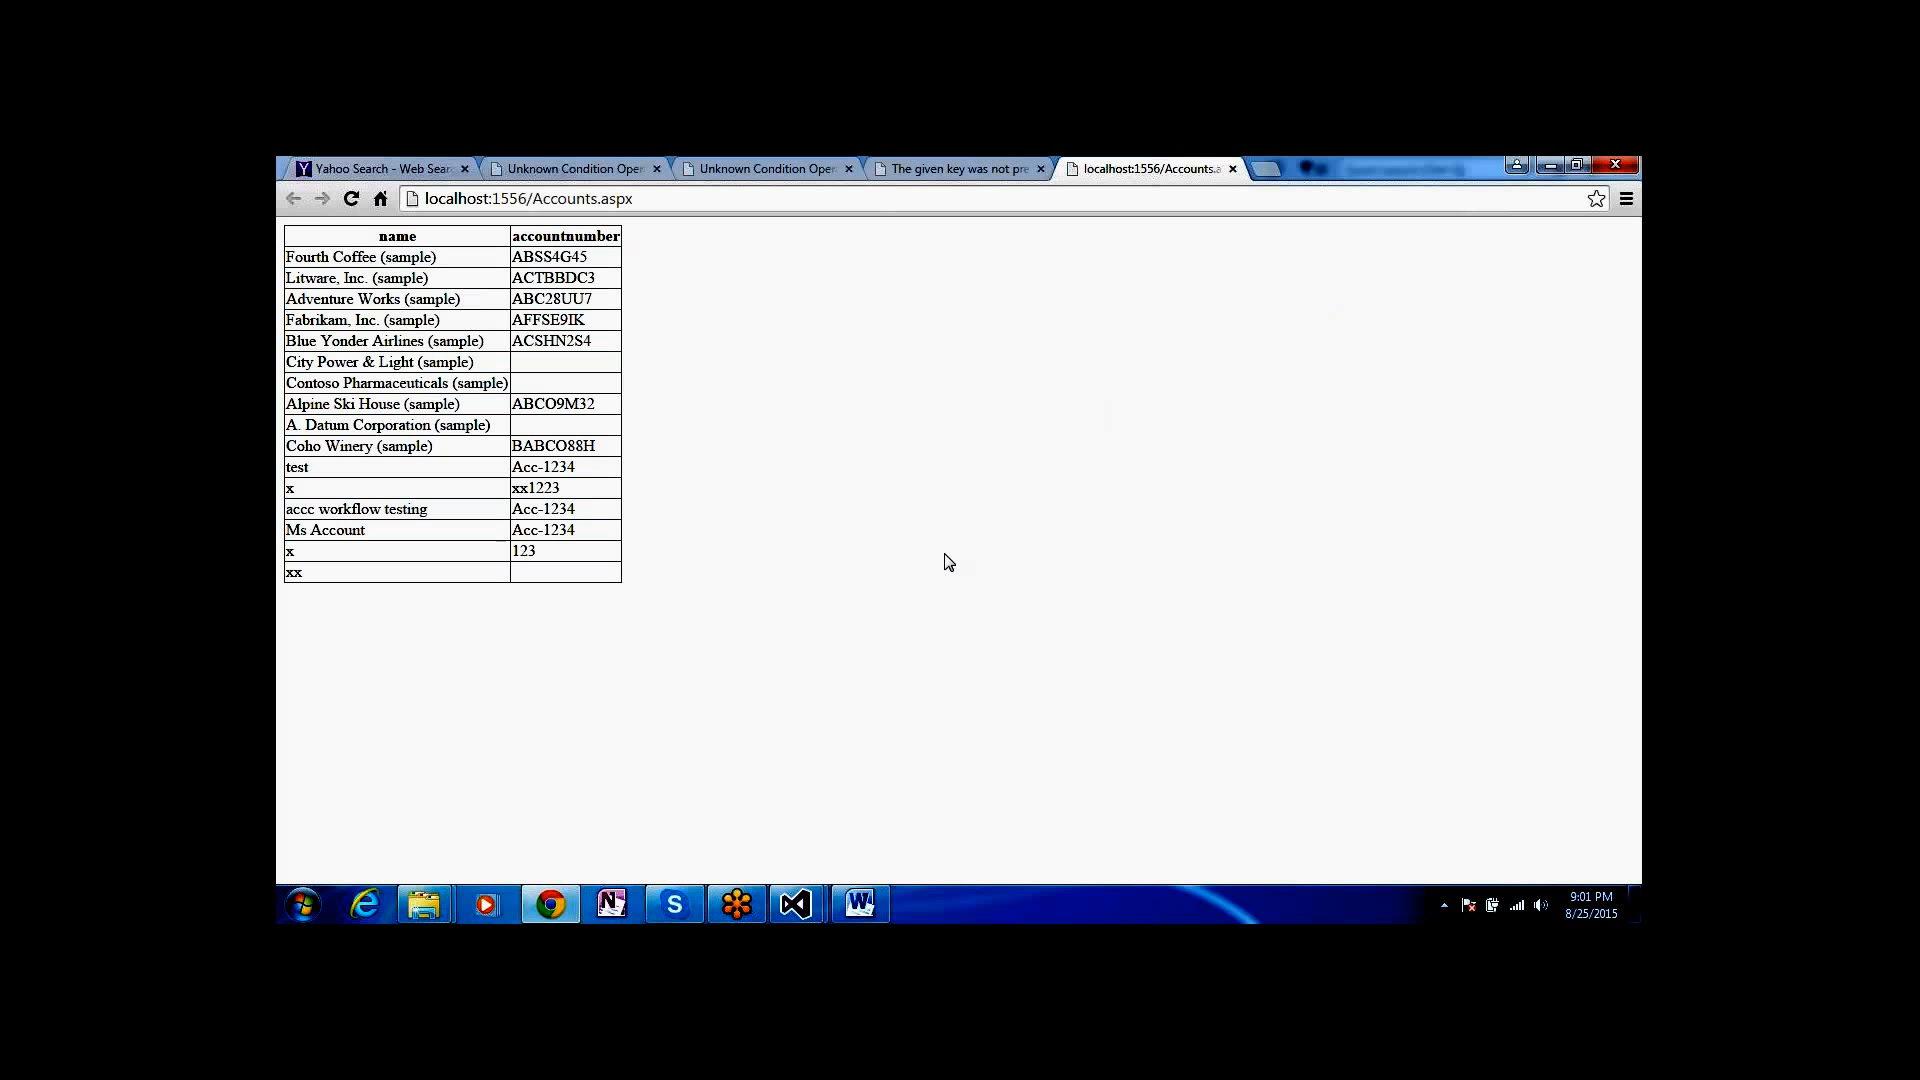 Yahoo Search - Web Sear Unknown Condition Oper Unknown Condition Oper The given key was not pre localhost:1556/Accounts.a
localhost:1556/Accounts.aspx
name accountnumber
Fourth Coffee (sample) ABSS4G45
Litware, Inc. (sample) ACTBBDC3
Adventure Works (sample) ABC28UU7
Fabrikam, Inc. (sample) AFFSE9IK
Blue Yonder Airlines (sample) ACSHN2S4
City Power & Light (sample)
Contoso Pharmaceuticals (sample)
Alpine Ski House (sample) ABCO9M32
A. Datum Corporation (sample)
Coho Winery (sample) BABCO88H
test Acc-1234
x xx1223
accc workflow testing Acc-1234
Ms Account Acc-1234
x 123
xx
9:01 PM
8/25/2015